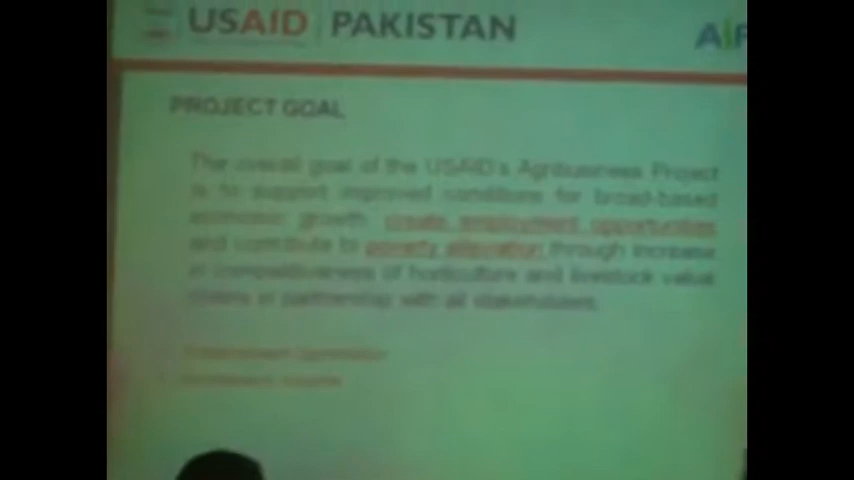 USAID | PAKISTAN
PROJECT GOAL
The overall goal of the USAID's Agribusiness Project
is to support improved conditions for broad-based
economic growth, create employment opportunities
and contribute to poverty alleviation through increase
in competitiveness of horticulture and livestock value
chains in partnership with all stakeholders.